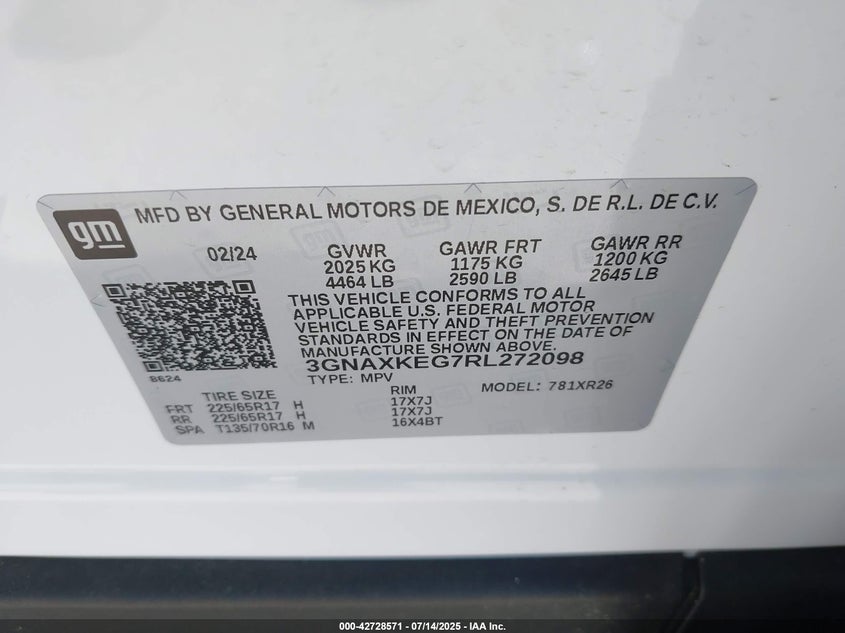 gm
MFD BY GENERAL MOTORS DE MEXICO, S. DE R.L. DE C.V.
02/24 GVWR GAWR FRT GAWR RR
2025 KG 1175 KG 1200 KG
4464 LB 2590 LB 2645 LB
THIS VEHICLE CONFORMS TO ALL
APPLICABLE U.S. FEDERAL MOTOR
VEHICLE SAFETY AND THEFT PREVENTION
STANDARDS IN EFFECT ON THE DATE OF
MANUFACTURE SHOWN ABOVE.
3GNAXKEG7RL272098
8624
TYPE: MPV MODEL: 781XR26
TIRE SIZE RIM
FRT 225/65R17 H 17X7J
RR 225/65R17 H 17X7J
SPA T135/70R16 M 16X4BT
000-42728571 - 07/14/2025 - IAA Inc.